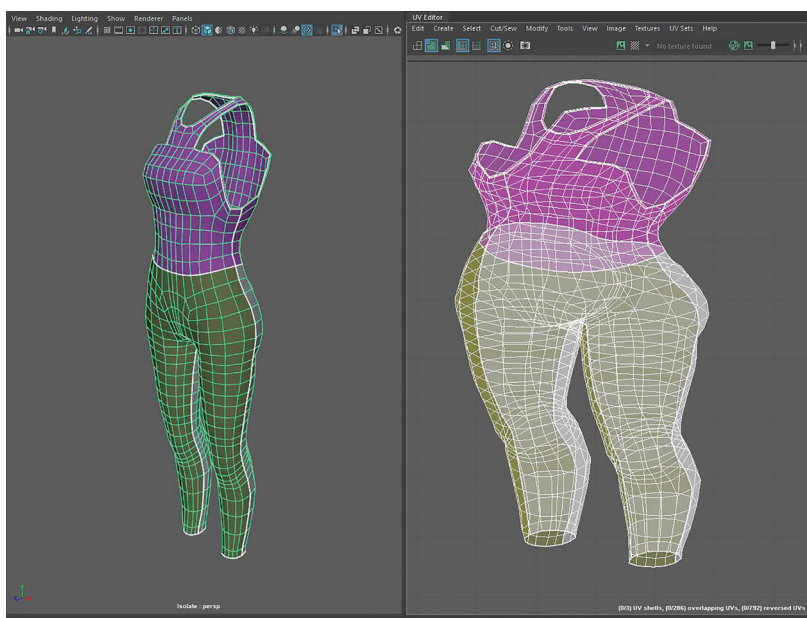 View Shading Lighting Show Renderer Panels
Isolate : persp
UV Editor
Edit Create Select Cut/Sew Modify Tools View Image Textures UV Sets Help
No texture found
(0/3) UV shells, (0/286) overlapping UVs, (0/792) reversed UVs